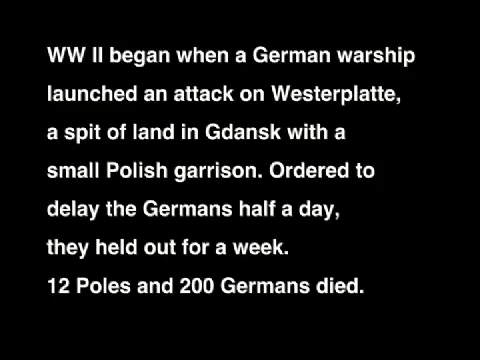 WW II began when a German warship
launched an attack on Westerplatte,
a spit of land in Gdansk with a
small Polish garrison. Ordered to
delay the Germans half a day,
they held out for a week.
12 Poles and 200 Germans died.